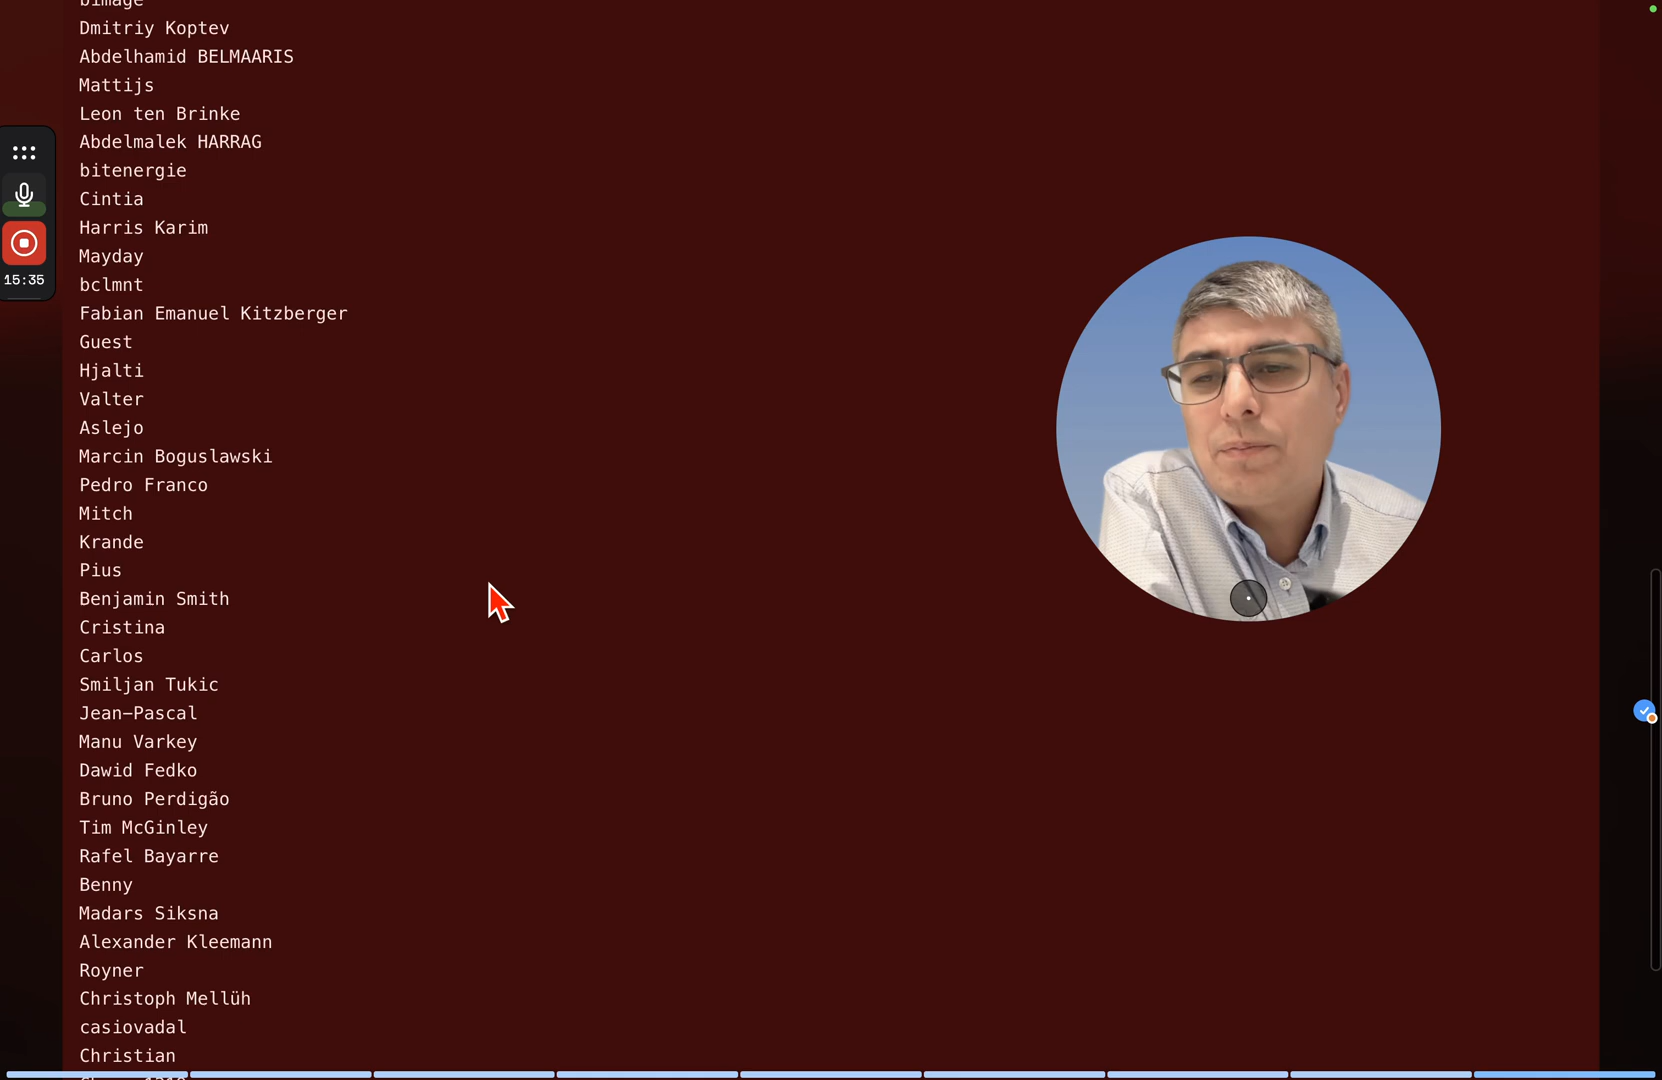 bimage
Dmitriy Koptev
Abdelhamid BELMAARIS
Mattijs
Leon ten Brinke
Abdelmalek HARRAG
bitenergie
Cintia
Harris Karim
Mayday
bclmnt
Fabian Emanuel Kitzberger
Guest
Hjalti
Valter
Aslejo
Marcin Boguslawski
Pedro Franco
Mitch
Krande
Pius
Benjamin Smith
Cristina
Carlos
Smiljan Tukic
Jean-Pascal
Manu Varkey
Dawid Fedko
Bruno Perdigão
Tim McGinley
Rafel Bayarre
Benny
Madars Siksna
Alexander Kleemann
Royner
Christoph Mellüh
casiovadal
Christian
15:35